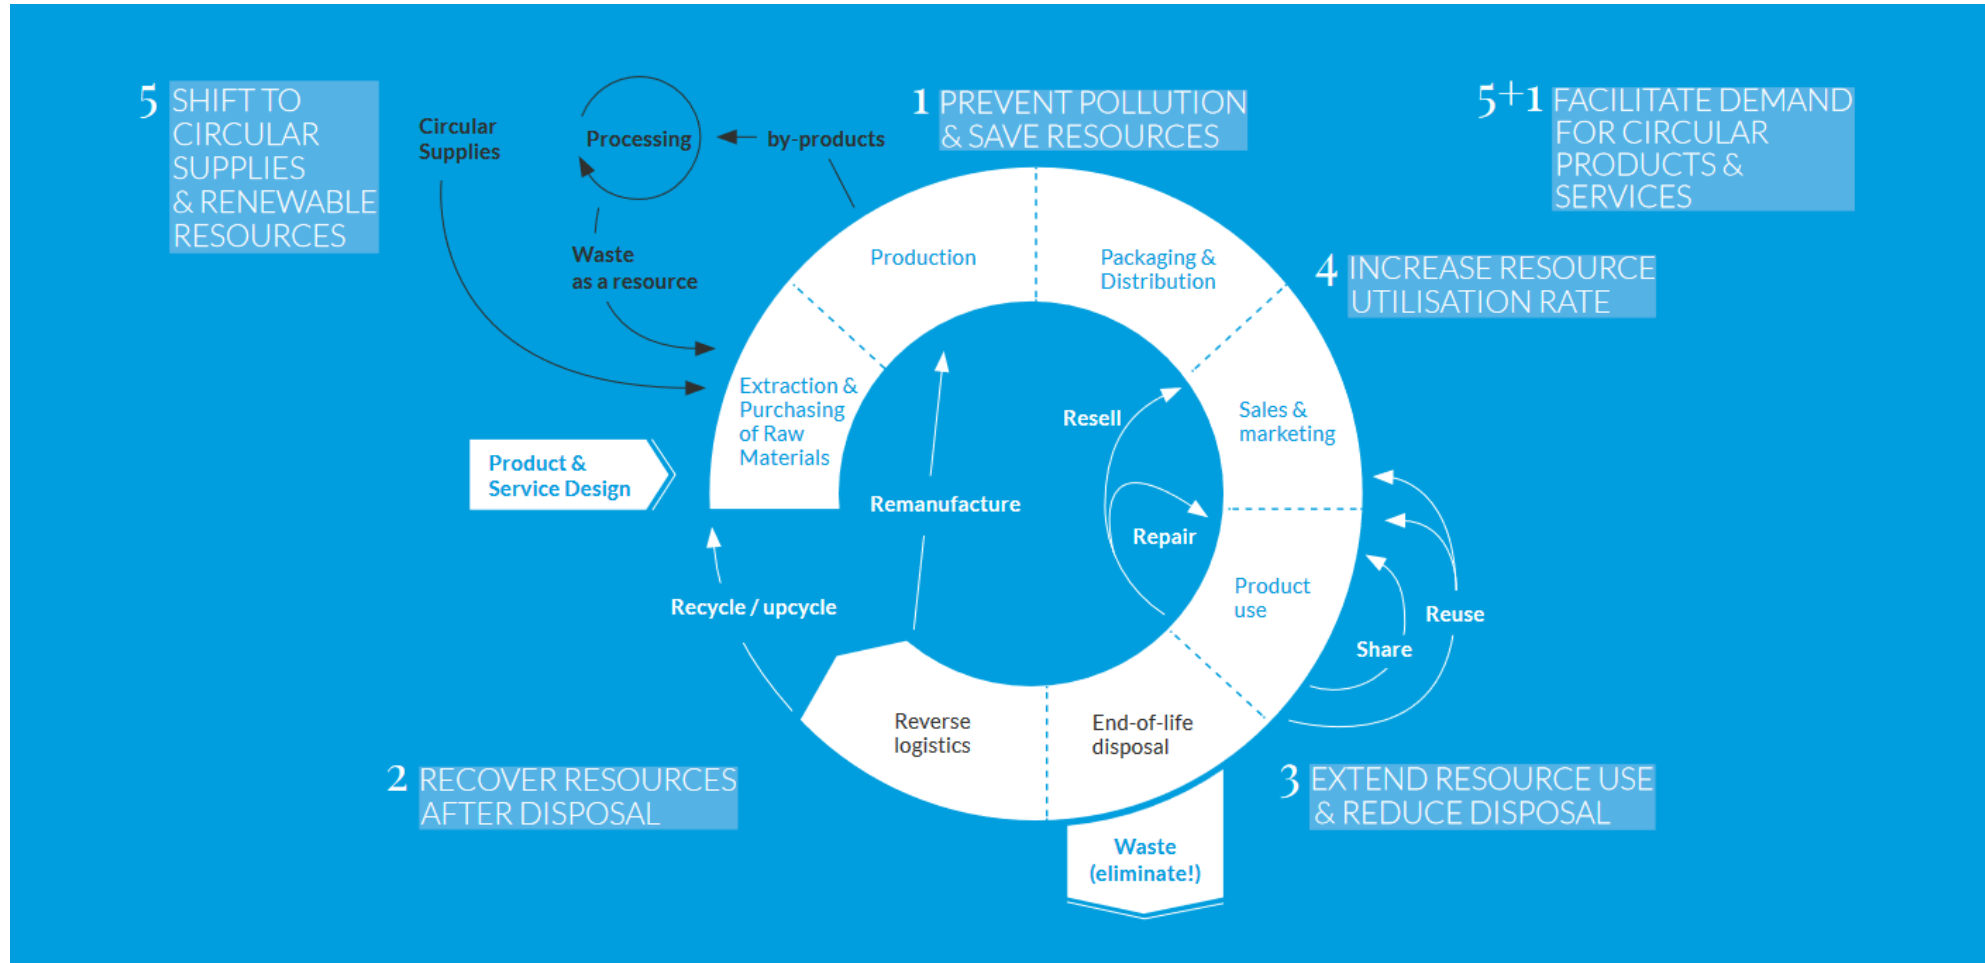 5 SHIFT TO
CIRCULAR
SUPPLIES
& RENEWABLE
RESOURCES
Circular
Supplies
Processing
by-products
Waste
as a resource
1 PREVENT POLLUTION
& SAVE RESOURCES
5+1 FACILITATE DEMAND
FOR CIRCULAR
PRODUCTS &
SERVICES
4 INCREASE RESOURCE
UTILISATION RATE
Production
Packaging &
Distribution
Extraction &
Purchasing
of Raw
Materials
Sales &
marketing
Product &
Service Design
Resell
Remanufacture
Repair
Product
use
Reuse
Share
Recycle / upcycle
Reverse
logistics
End-of-life
disposal
2 RECOVER RESOURCES
AFTER DISPOSAL
3 EXTEND RESOURCE USE
& REDUCE DISPOSAL
Waste
(eliminate!)